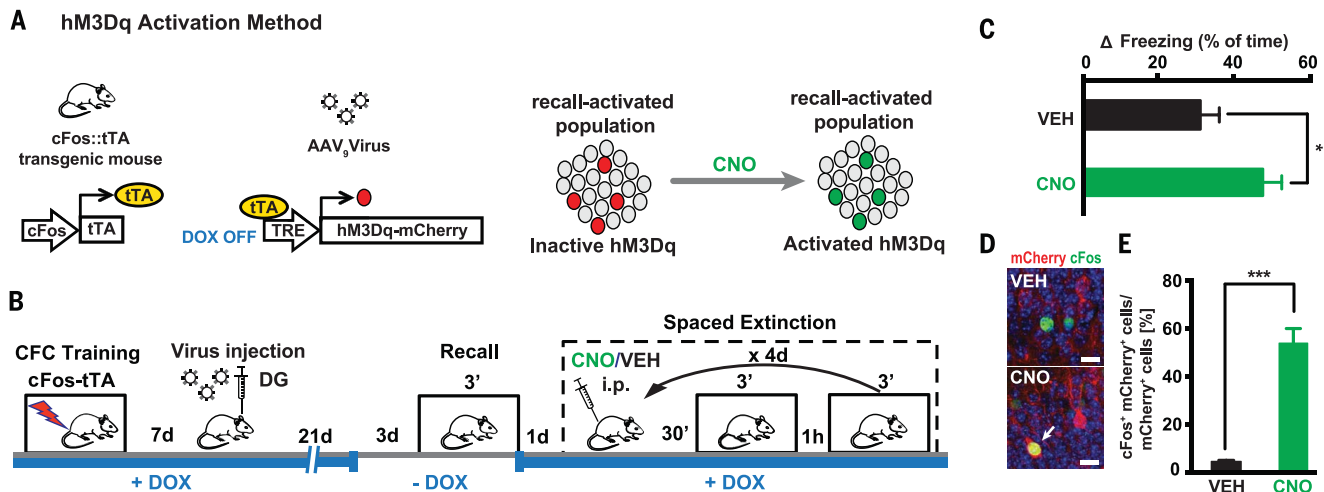 A
hM3Dq Activation Method
cFos::tTA
transgenic mouse
cFos
tTA
tTA
AAV9Virus
DOX OFF
tTA
TRE
hM3Dq-mCherry
recall-activated
population
Inactive hM3Dq
CNO
recall-activated
population
Activated hM3Dq
B
CFC Training
cFos-tTA
7d
Virus injection
DG
21d
3d
Recall
3’
1d
Spaced Extinction
CNO/VEH
i.p.
x 4d
30’
3’
1h
3’
+ DOX
- DOX
+ DOX
C
Δ Freezing (% of time)
0 20 40 60
VEH
CNO
*
D
mCherry cFos
VEH
CNO
E
cFos+ mCherry+ cells/
mCherry+ cells [%]
80
60
40
20
0
***
VEH CNO